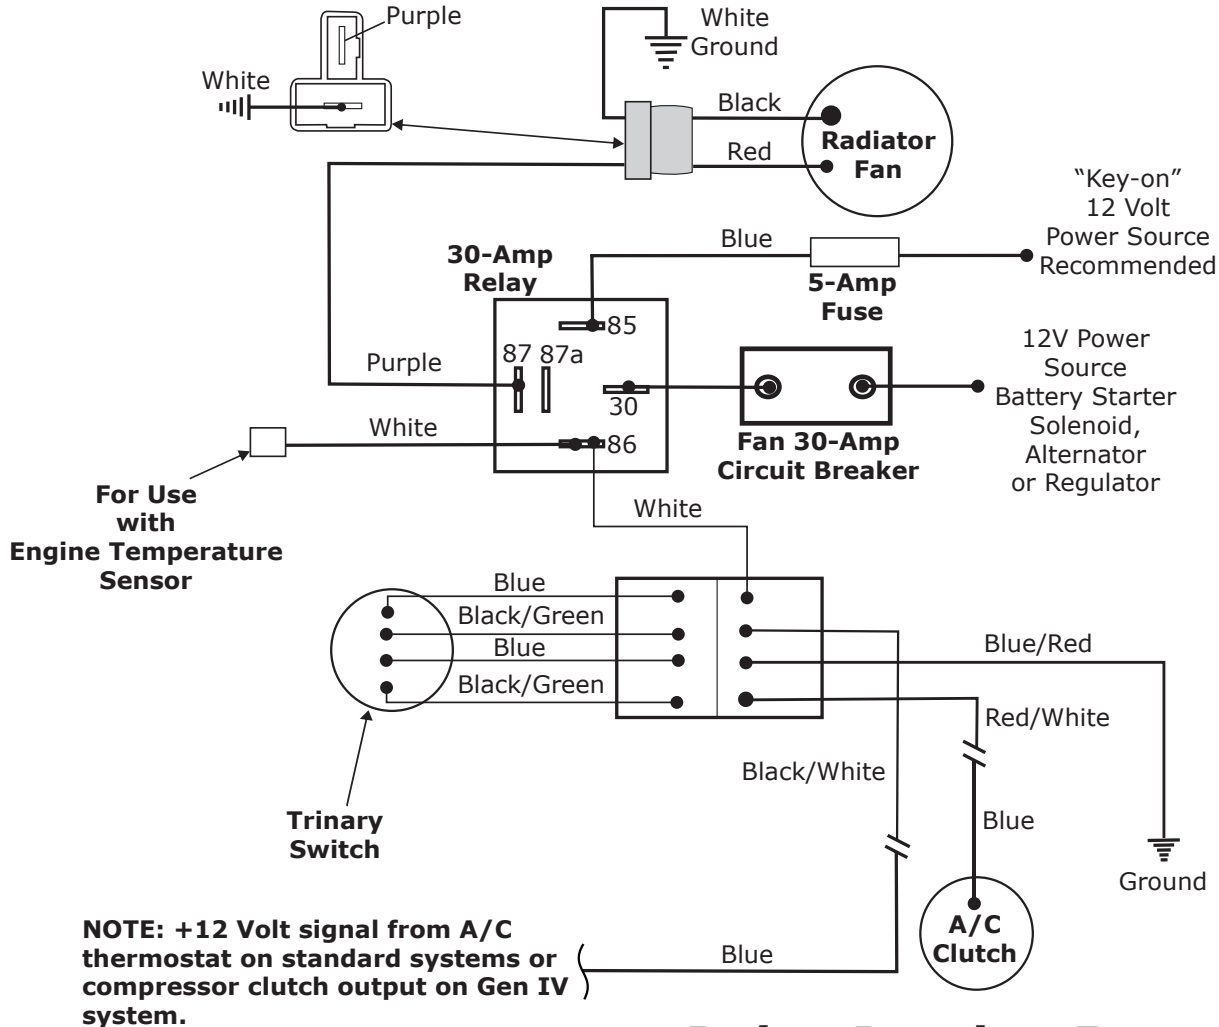 Purple
White
White
Ground
Black
Red
Radiator
Fan
"Key-on"
12 Volt
Power Source
Recommended
Blue
5-Amp
Fuse
30-Amp
Relay
85
87 87a
30
86
Purple
White
Fan 30-Amp
Circuit Breaker
12V Power
Source
Battery Starter
Solenoid,
Alternator
or Regulator
For Use
with
Engine Temperature
Sensor
White
Blue
Black/Green
Blue
Black/Green
Blue/Red
Red/White
Black/White
Trinary
Switch
Blue
Ground
A/C
Clutch
Blue
NOTE: +12 Volt signal from A/C
thermostat on standard systems or
compressor clutch output on Gen IV
system.